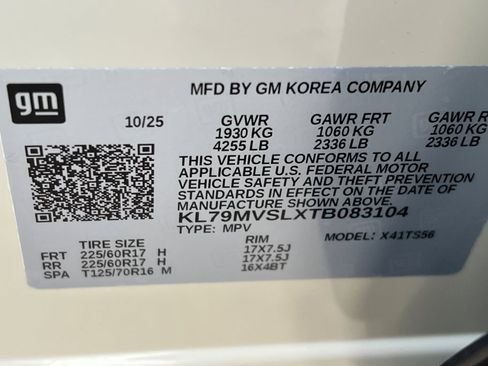 gm
MFD BY GM KOREA COMPANY
10/25 GVWR GAWR FRT GAWR R
1930 KG 1060 KG 1060 KG
4255 LB 2336 LB 2336 LB
THIS VEHICLE CONFORMS TO ALL
APPLICABLE U.S. FEDERAL MOTOR
VEHICLE SAFETY AND THEFT PREVENTION
STANDARDS IN EFFECT ON THE DATE OF
MANUFACTURE SHOWN ABOVE.
KL79MVSLXTB083104
TYPE: MPV MODEL: X41TS56
TIRE SIZE RIM
FRT 225/60R17 H 17X7.5J
RR 225/60R17 H 17X7.5J
SPA T125/70R16 M 16X4BT